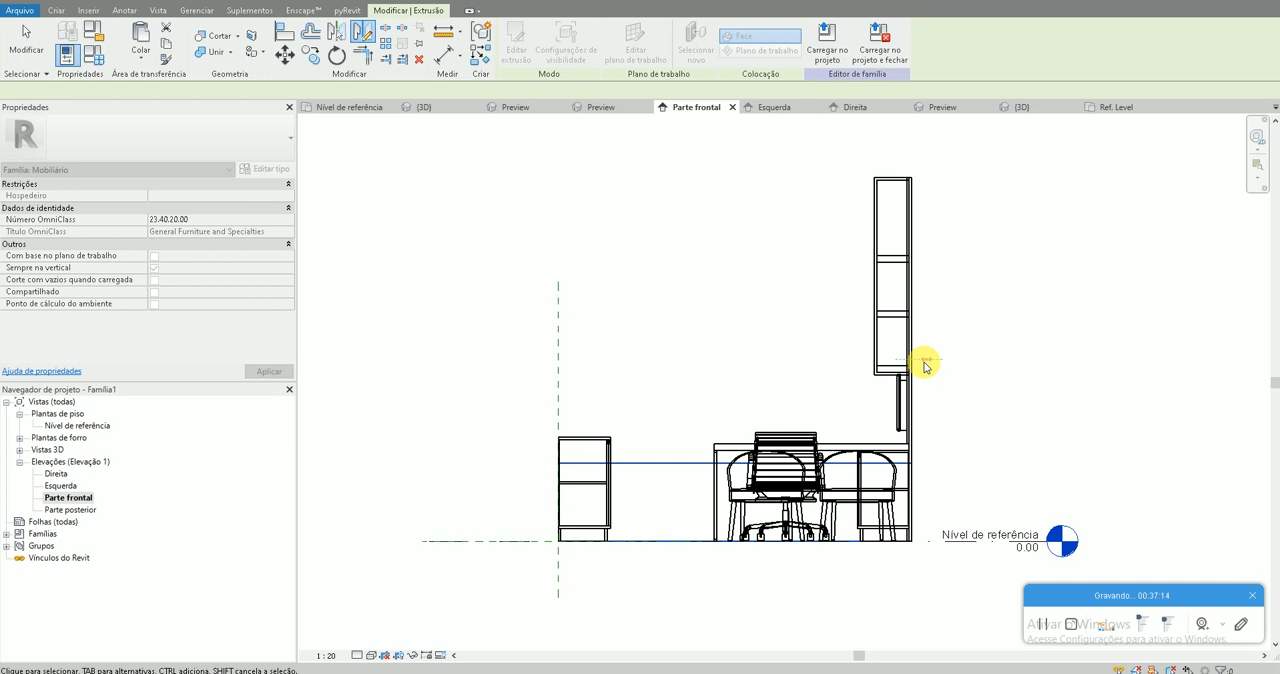 Arquivo Criar Inserir Anotar Vista Gerenciar Suplementos Enscape™ pyRevit Modificar | Extrusão
Modificar
Colar
Cortar
Unir
Editar extrusão
Configurações de visibilidade
Editar plano de trabalho
Selecionar novo
Face
Plano de trabalho
Carregar no projeto
Carregar no projeto e fechar
Selecionar Propriedades Área de transferência Geometria Modificar Medir Criar Modo Plano de trabalho Colocação Editor de família
Propriedades
Nível de referência {3D} Preview Preview Parte frontal Esquerda Direita Preview {3D} Ref. Level
R
Família: Mobiliário Editar tipo
Restrições
Hospedeiro
Dados de identidade
Número OmniClass 23.40.20.00
Título OmniClass General Furniture and Specialties
Outros
Com base no plano de trabalho
Sempre na vertical
Corte com vazios quando carregada
Compartilhado
Ponto de cálculo do ambiente
Ajuda de propriedades Aplicar
Navegador de projeto - Família1
Vistas (todas)
Plantas de piso
Nível de referência
Plantas de forro
Vistas 3D
Elevações (Elevação 1)
Direita
Esquerda
Parte frontal
Parte posterior
Folhas (todas)
Famílias
Grupos
Vínculos do Revit
Nível de referência
0.00
Gravando... 00:37:14
Ativar o Windows
Acesse Configurações para ativar o Windows.
1 : 20
Clique para selecionar, TAB para alternativas, CTRL adiciona, SHIFT cancela a seleção.
:0